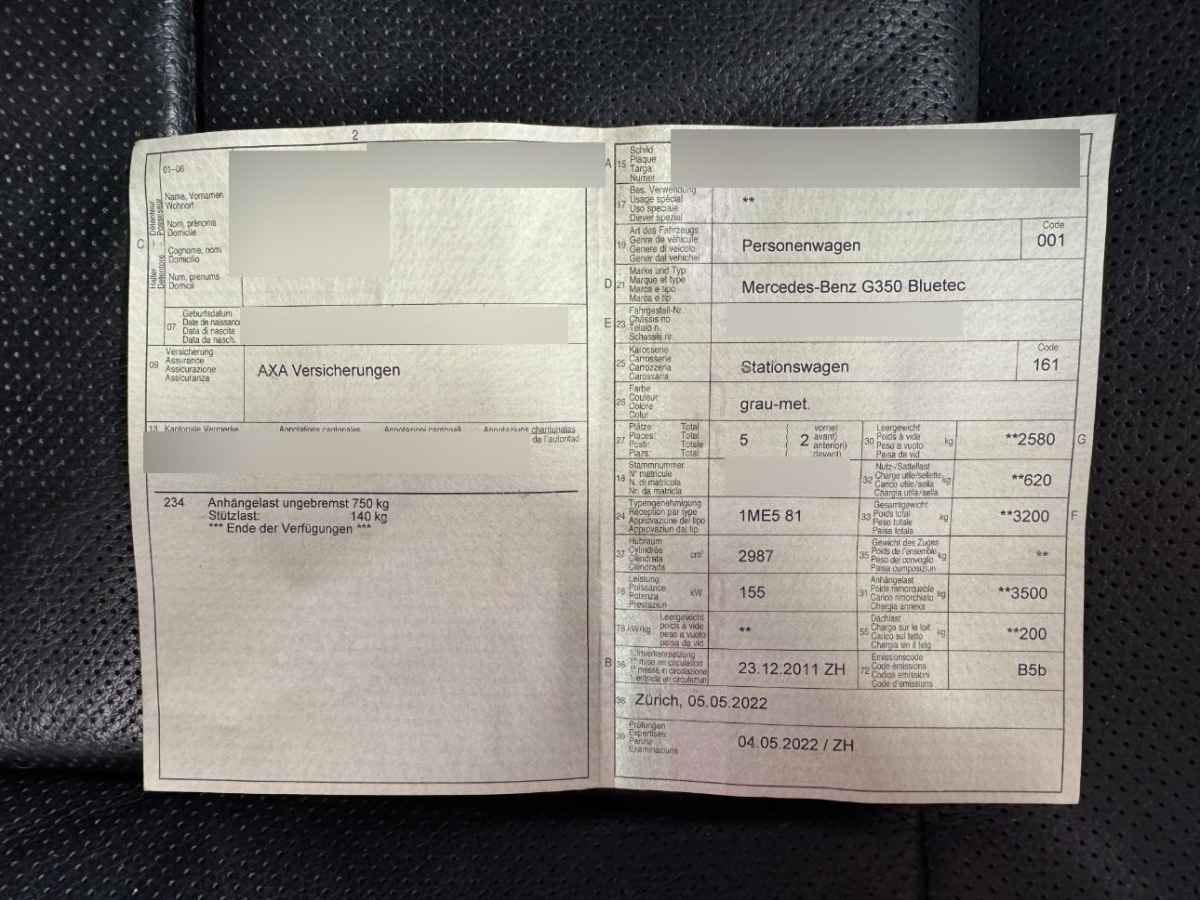 2
01-06
Name, Vornamen
Wohnort
Nom, prénoms
Domicile
Cognome, nomi
Domicilio
Num, prenums
Domicil
C
Halter
Détenteur
Detentore
Possessur
07
Geburtsdatum
Date de naissanc
Data di nascita
Data da nasch.
09
Versicherung
Assurance
Assicurazione
Assicuranza
AXA Versicherungen
13 Kantonale Vermerke Annotations cantonales Annotazioni cantonali Annotaziuns chantunalas
da l'autoritad
234 Anhängelast ungebremst 750 kg
Stützlast: 140 kg
*** Ende der Verfügungen ***
A 15
Schild
Plaque
Targa
Numer
17
Bes. Verwendung
Usage spécial
Uso speciale
Diever spezial
**
19
Art des Fahrzeugs
Genre de véhicule
Genere di veicolo
Gener dal vehichel
Personenwagen
Code
001
D 21
Marke und Typ
Marque et type
Marca e tipo
Marca e tip
Mercedes-Benz G350 Bluetec
E 23
Fahrgestell-Nr.
Châssis no
Telaio n.
Schassis nr.
25
Karosserie
Carrosserie
Carrozzeria
Carossaria
Stationswagen
Code
161
26
Farbe
Couleur
Colore
Colur
grau-met.
27
Plätze Total
Places: Total
Posti: Totale
Plazs: Total
5
2
vorne)
avant)
anteriori)
davant)
30
Leergewicht
Poids à vide
Peso a vuoto
Paisa da vid
kg
**2580
G
18
Stammnummer
N° matricule
N. di matricola
Nr. da matricla
32
Nutz-/Sattellast
Charge utile/sellette
Carico utile/sella
Chargia utila/sella
kg
**620
24
Typengenehmigung
Réception par type
Approvazione del tipo
Approvaziun dal tip
1ME5 81
33
Gesamtgewicht
Poids total
Peso totale
Paisa totala
kg
**3200
F
37
Hubraum
Cylindrée
Cilindrata
Cilindrada
cm³
2987
35
Gewicht des Zuges
Poids de l'ensemble
Peso del convoglio
Paisa cumposiziun
kg
**
76
Leistung
Puissance
Potenza
Prestaziun
kW
155
31
Anhängelast
Poids remorquable
Carico rimorchiato
Chargia annexa
kg
**3500
78 kW/kg
Leergewicht
poids à vide
peso a vuoto
paisa da vid
**
55
Dachlast
Charge sur le toit
Carico sul tetto
Chargia sin il tetg
kg
**200
B 36
1. Inverkehrsetzung
1re mise en circulation
1a messa in circolazione
1. entrada en circulaziun
23.12.2011 ZH
72
Emissionscode
Code émissions
Codice emissioni
Code d'emissiuns
B5b
38 Zürich, 05.05.2022
39
Prüfungen
Expertises
Perizie
Examinaziuns
04.05.2022 / ZH